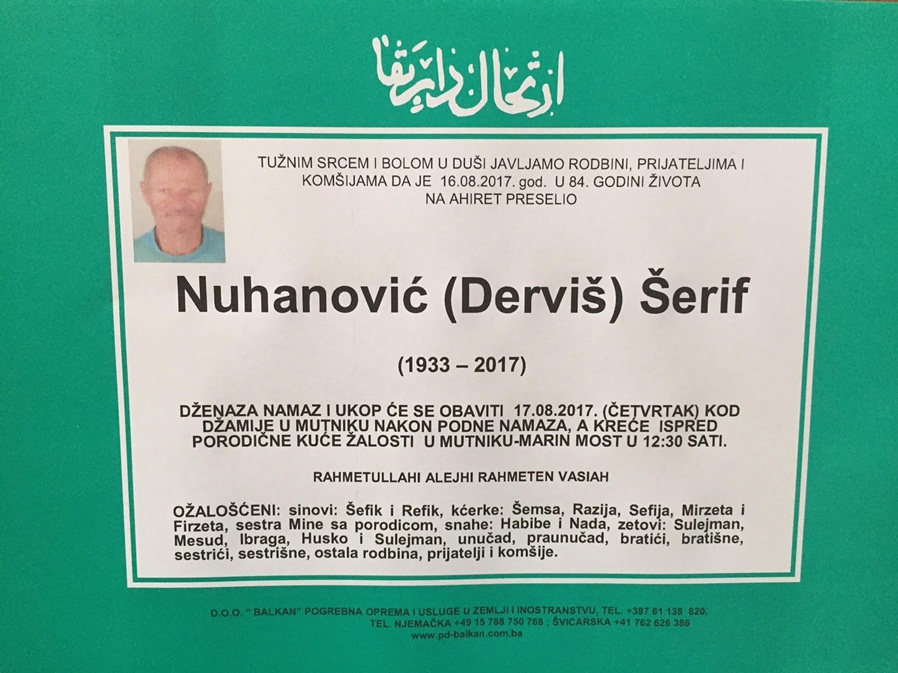 ارتحال دار بقا
TUŽNIM SRCEM I BOLOM U DUŠI JAVLJAMO RODBINI, PRIJATELJIMA I
KOMŠIJAMA DA JE 16.08.2017. god. U 84. GODINI ŽIVOTA
NA AHIRET PRESELIO
Nuhanović (Derviš) Šerif
(1933 – 2017)
DŽENAZA NAMAZ I UKOP ĆE SE OBAVITI 17.08.2017. (ČETVRTAK) KOD
DŽAMIJE U MUTNIKU NAKON PODNE NAMAZA, A KREĆE ISPRED
PORODIČNE KUĆE ŽALOSTI U MUTNIKU-MARIN MOST U 12:30 SATI.
RAHMETULLAHI ALEJHI RAHMETEN VASIAH
OŽALOŠĆENI: sinovi: Šefik i Refik, kćerke: Šemsa, Razija, Sefija, Mirzeta i
Firzeta, sestra Mine sa porodicom, snahe: Habibe i Nada, zetovi: Sulejman,
Mesud, Ibraga, Husko i Sulejman, unučad, praunučad, bratići, bratišne,
sestrići, sestrišne, ostala rodbina, prijatelji i komšije.
D.O.O. “ BALKAN” POGREBNA OPREMA I USLUGE U ZEMLJI I INOSTRANSTVU, TEL. +387 61 138 820,
TEL. NJEMAČKA +49 15 788 750 768 ; ŠVICARSKA +41 762 626 386
www.pd-balkan.com.ba